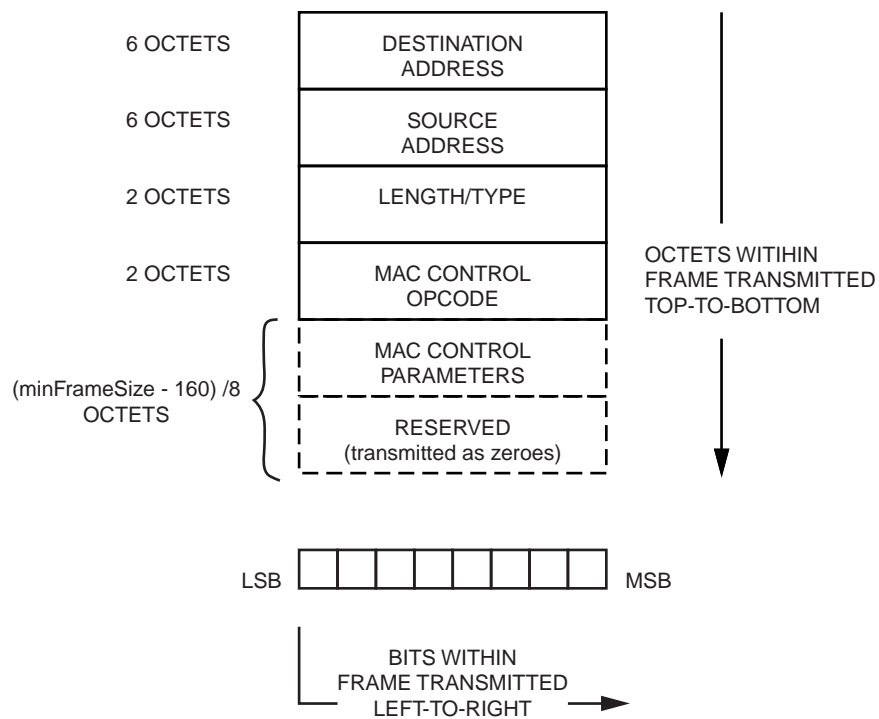 6 OCTETS
DESTINATION
ADDRESS
6 OCTETS
SOURCE
ADDRESS
2 OCTETS
LENGTH/TYPE
2 OCTETS
MAC CONTROL
OPCODE
OCTETS WITIHIN
FRAME TRANSMITTED
TOP-TO-BOTTOM
(minFrameSize - 160) /8
OCTETS
MAC CONTROL
PARAMETERS
RESERVED
(transmitted as zeroes)
LSB
MSB
BITS WITHIN
FRAME TRANSMITTED
LEFT-TO-RIGHT